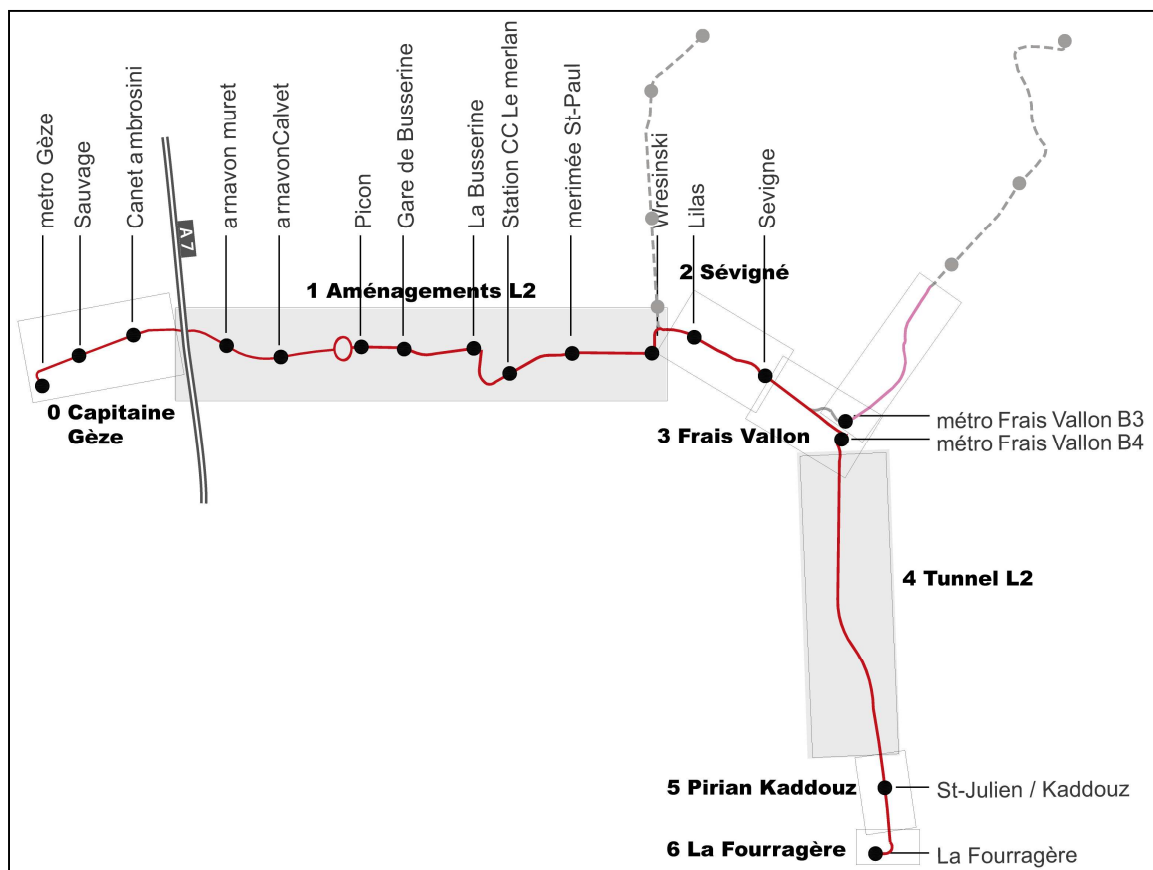 metro Gèze
Sauvage
Canet ambrosini
A7
arnavon muret
arnavonCalvet
Picon
Gare de Busserine
La Busserine
Station CC Le merlan
merimée St-Paul
Wresinski
Lilas
Sevigne
2 Sévigné
1 Aménagements L2
0 Capitaine
Gèze
3 Frais Vallon
métro Frais Vallon B3
métro Frais Vallon B4
4 Tunnel L2
5 Pirian Kaddouz
St-Julien / Kaddouz
6 La Fourragère
La Fourragère